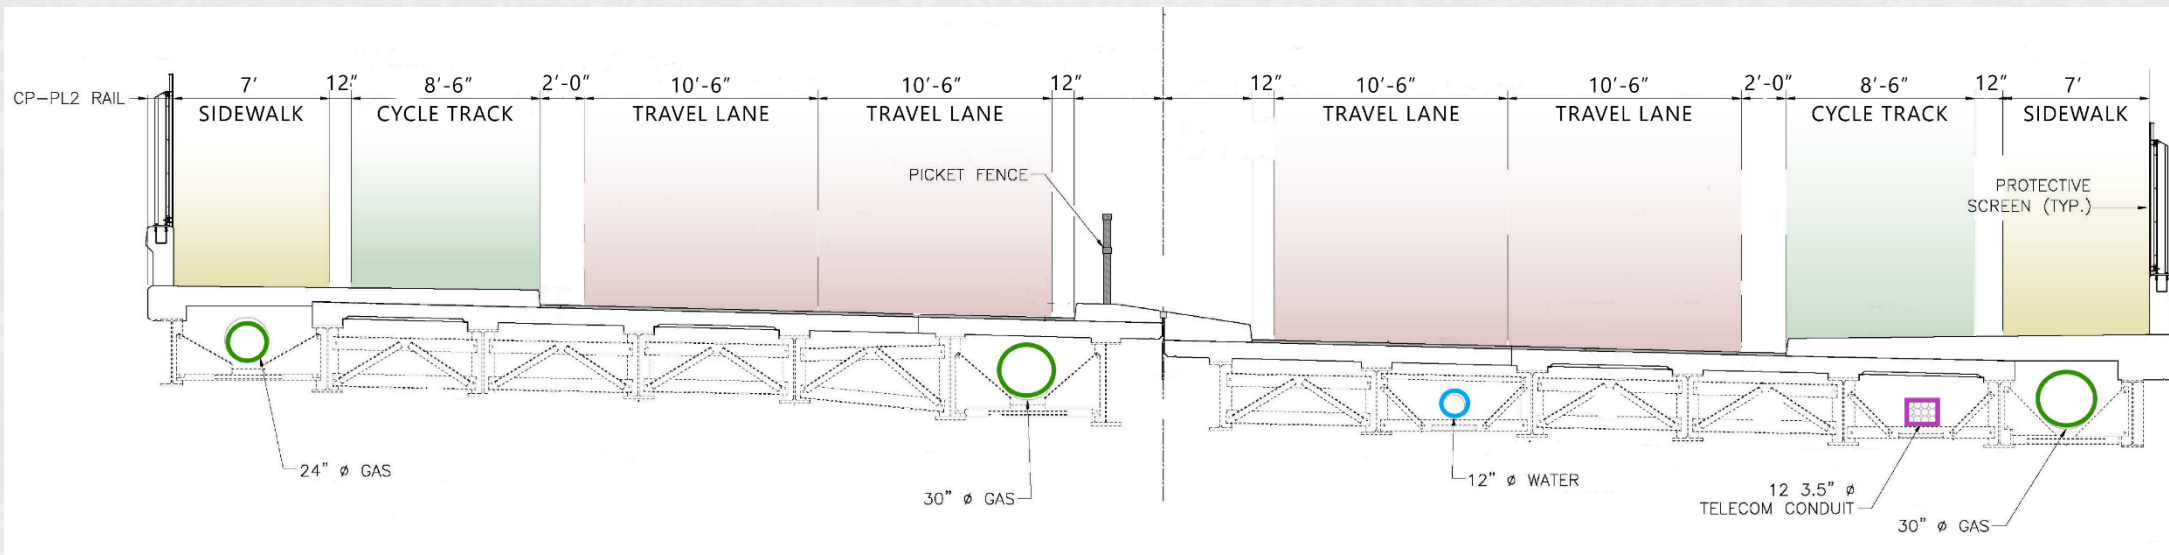 7' 12" 8'-6" 2'-0" 10'-6" 10'-6" 12" 12" 10'-6" 10'-6" 2'-0" 8'-6" 12" 7'
CP-PL2 RAIL
SIDEWALK CYCLE TRACK TRAVEL LANE TRAVEL LANE TRAVEL LANE TRAVEL LANE CYCLE TRACK SIDEWALK
PICKET FENCE
PROTECTIVE
SCREEN (TYP.)
24" ø GAS
30" ø GAS
12" ø WATER
12 3.5" ø
TELECOM CONDUIT
30" ø GAS